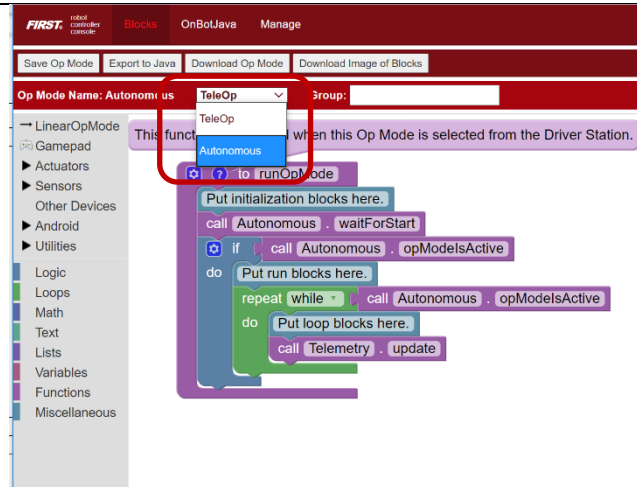 FIRST. robot controller console Blocks OnBotJava Manage
Save Op Mode Export to Java Download Op Mode Download Image of Blocks
Op Mode Name: Autonomous TeleOp Group:
TeleOp
Autonomous
LinearOpMode
Gamepad
Actuators
Sensors
Other Devices
Android
Utilities
Logic
Loops
Math
Text
Lists
Variables
Functions
Miscellaneous
This func when this Op Mode is selected from the Driver Station.
to runOpMode
Put initialization blocks here.
call Autonomous . waitForStart
if call Autonomous . opModeIsActive
do Put run blocks here.
repeat while call Autonomous . opModeIsActive
do Put loop blocks here.
call Telemetry . update